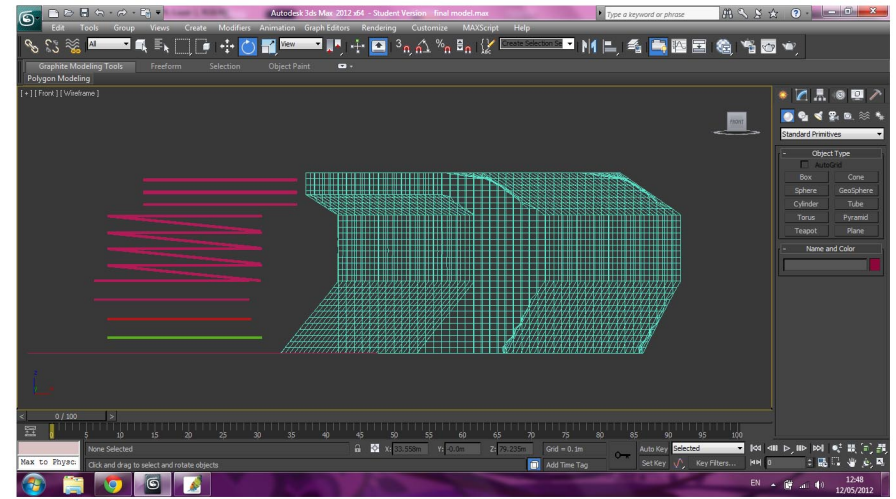 Autodesk 3ds Max 2012 x64 - Student Version final model.max
Type a keyword or phrase
Edit Tools Group Views Create Modifiers Animation Graph Editors Rendering Customize MAXScript Help
All View Create Selection Se
Graphite Modeling Tools Freeform Selection Object Paint
Polygon Modeling
[ + ] [ Front ] [ Wireframe ]
FRONT
Standard Primitives
Object Type
AutoGrid
Box Cone
Sphere GeoSphere
Cylinder Tube
Torus Pyramid
Teapot Plane
Name and Color
0 / 100
0 5 10 15 20 25 30 35 40 45 50 55 60 65 70 75 80 85 90 95 100
None Selected X: 33.558m Y: -0.0m Z: 79.235m Grid = 0.1m Auto Key Selected
Max to Physc. Click and drag to select and rotate objects Add Time Tag Set Key Key Filters... 0
EN 12:48
12/05/2012